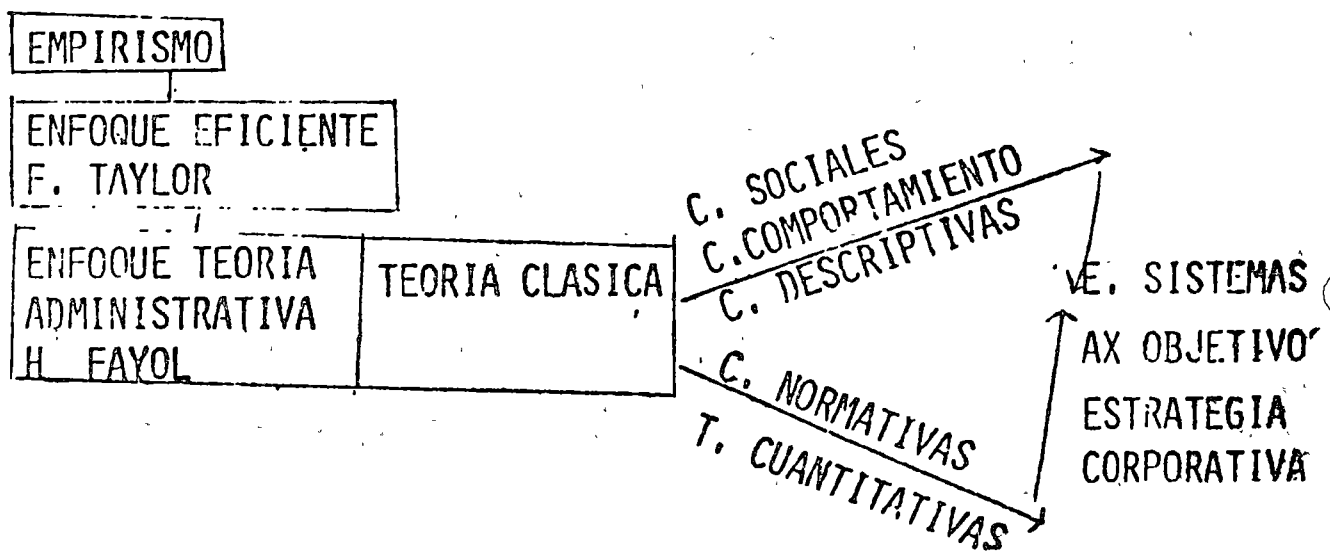 EMPIRISMO
ENFOQUE EFICIENTE
F. TAYLOR
ENFOQUE TEORIA
ADMINISTRATIVA
H FAYOL
TEORIA CLASICA
C. SOCIALES
C.COMPORTAMIENTO
C. DESCRIPTIVAS
C. NORMATIVAS
T. CUANTITATIVAS
E. SISTEMAS
AX OBJETIVO
ESTRATEGIA
CORPORATIVA